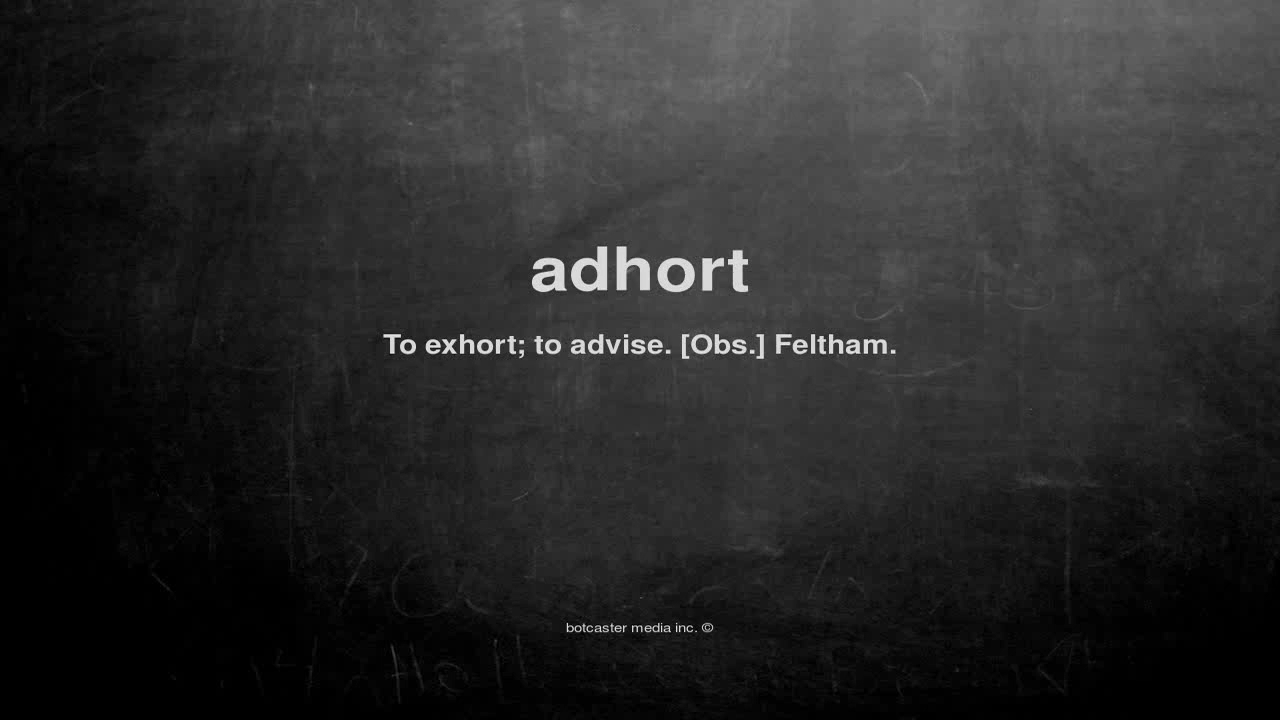 adhort
To exhort; to advise. [Obs.] Feltham.
botcaster media inc. ©